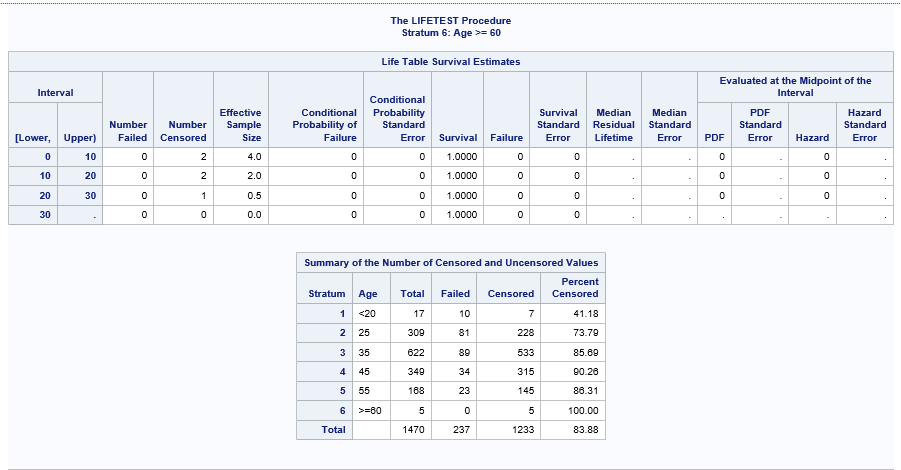 The LIFETEST Procedure
Stratum 6: Age >= 60
Life Table Survival Estimates
Interval Number Failed Number Censored Effective Sample Size Conditional Probability of Failure Conditional Probability Standard Error Survival Failure Survival Standard Error Median Residual Lifetime Median Standard Error Evaluated at the Midpoint of the Interval
[Lower, Upper) PDF PDF Standard Error Hazard Hazard Standard Error
0 10 0 2 4.0 0 0 1.0000 0 0 . . 0 . 0 .
10 20 0 2 2.0 0 0 1.0000 0 0 . . 0 . 0 .
20 30 0 1 0.5 0 0 1.0000 0 0 . . 0 . 0 .
30 . 0 0 0.0 0 0 1.0000 0 0 . . . . . .
Summary of the Number of Censored and Uncensored Values
Stratum Age Total Failed Censored Percent Censored
1 <20 17 10 7 41.18
2 25 309 81 228 73.79
3 35 622 89 533 85.69
4 45 349 34 315 90.26
5 55 168 23 145 86.31
6 >=60 5 0 5 100.00
Total 1470 237 1233 83.88